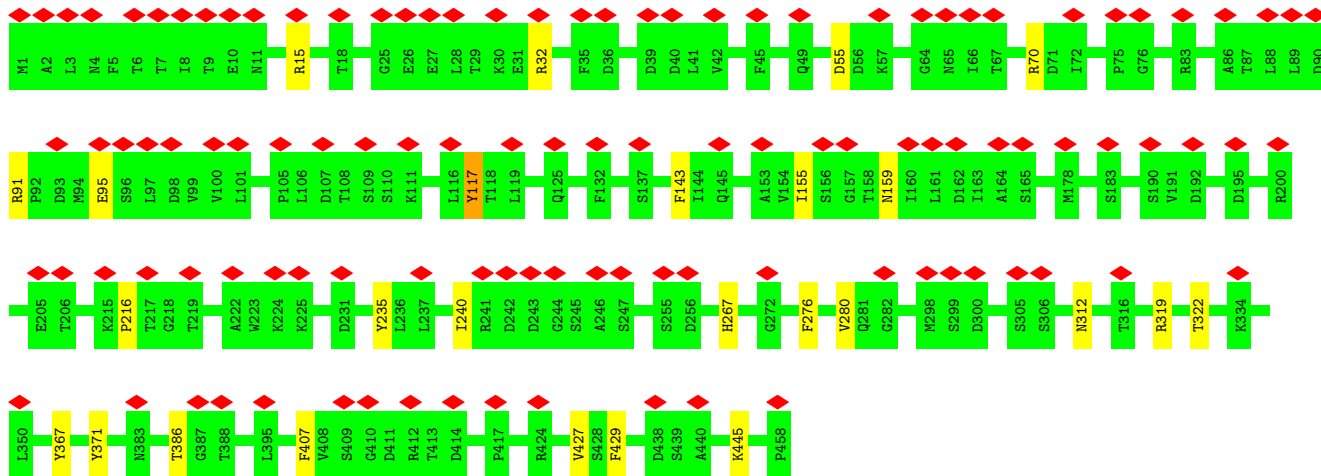 M1 A2 L3 N4 F5 T6 T7 I8 T9 E10 N11 R15 T18 G25 E26 E27 L28 T29 K30 E31 R32 F35 D36 D39 D40 L41 V42 F45 Q49 D55 D56 K57 G64 N65 I66 T67 R70 D71 I72 P75 G76 R83 A86 T87 L88 L89 D90
R91 P92 D93 M94 E95 S96 L97 D98 V99 V100 L101 P105 L106 D107 T108 S109 S110 K111 L116 Y117 T118 L119 Q125 F132 S137 F143 I144 Q145 A153 V154 I155 S156 G157 T158 N159 I160 L161 D162 I163 A164 S165 M178 S183 S190 V191 D192 D195 R200
E205 T206 K215 P216 T217 G218 T219 A222 W223 K224 K225 D231 Y235 L236 L237 I240 R241 D242 D243 G244 S245 A246 S247 S255 D256 H267 G272 F276 V280 Q281 G282 M298 S299 D300 S305 S306 N312 T316 R319 T322 K334
L350 Y367 Y371 N383 T386 G387 T388 L395 F407 V408 S409 G410 D411 R412 T413 D414 P417 R424 V427 S428 F429 D438 S439 A440 K445 P458